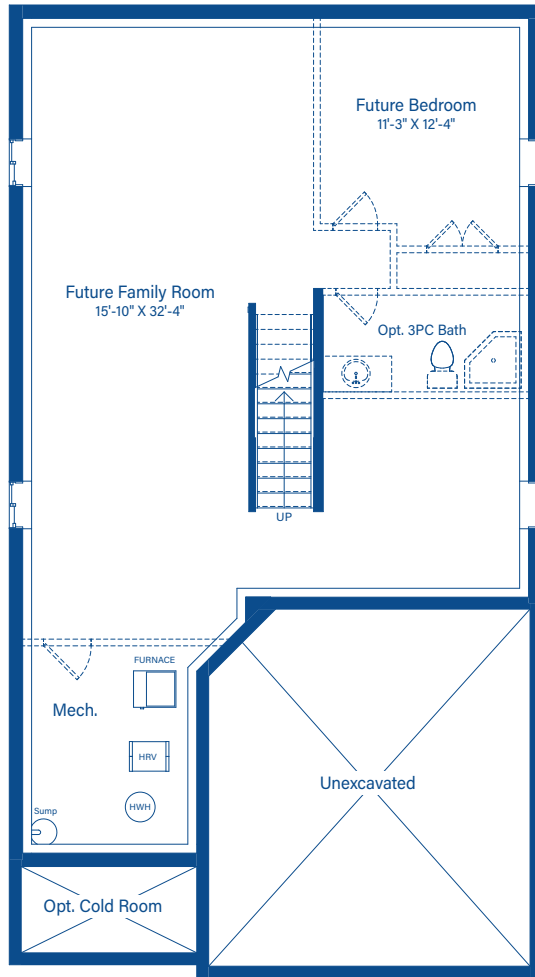 Future Bedroom
11'-3" X 12'-4"
Future Family Room
15'-10" X 32'-4"
Opt. 3PC Bath
UP
FURNACE
Mech.
HRV
HWH
Sump
Unexcavated
Opt. Cold Room